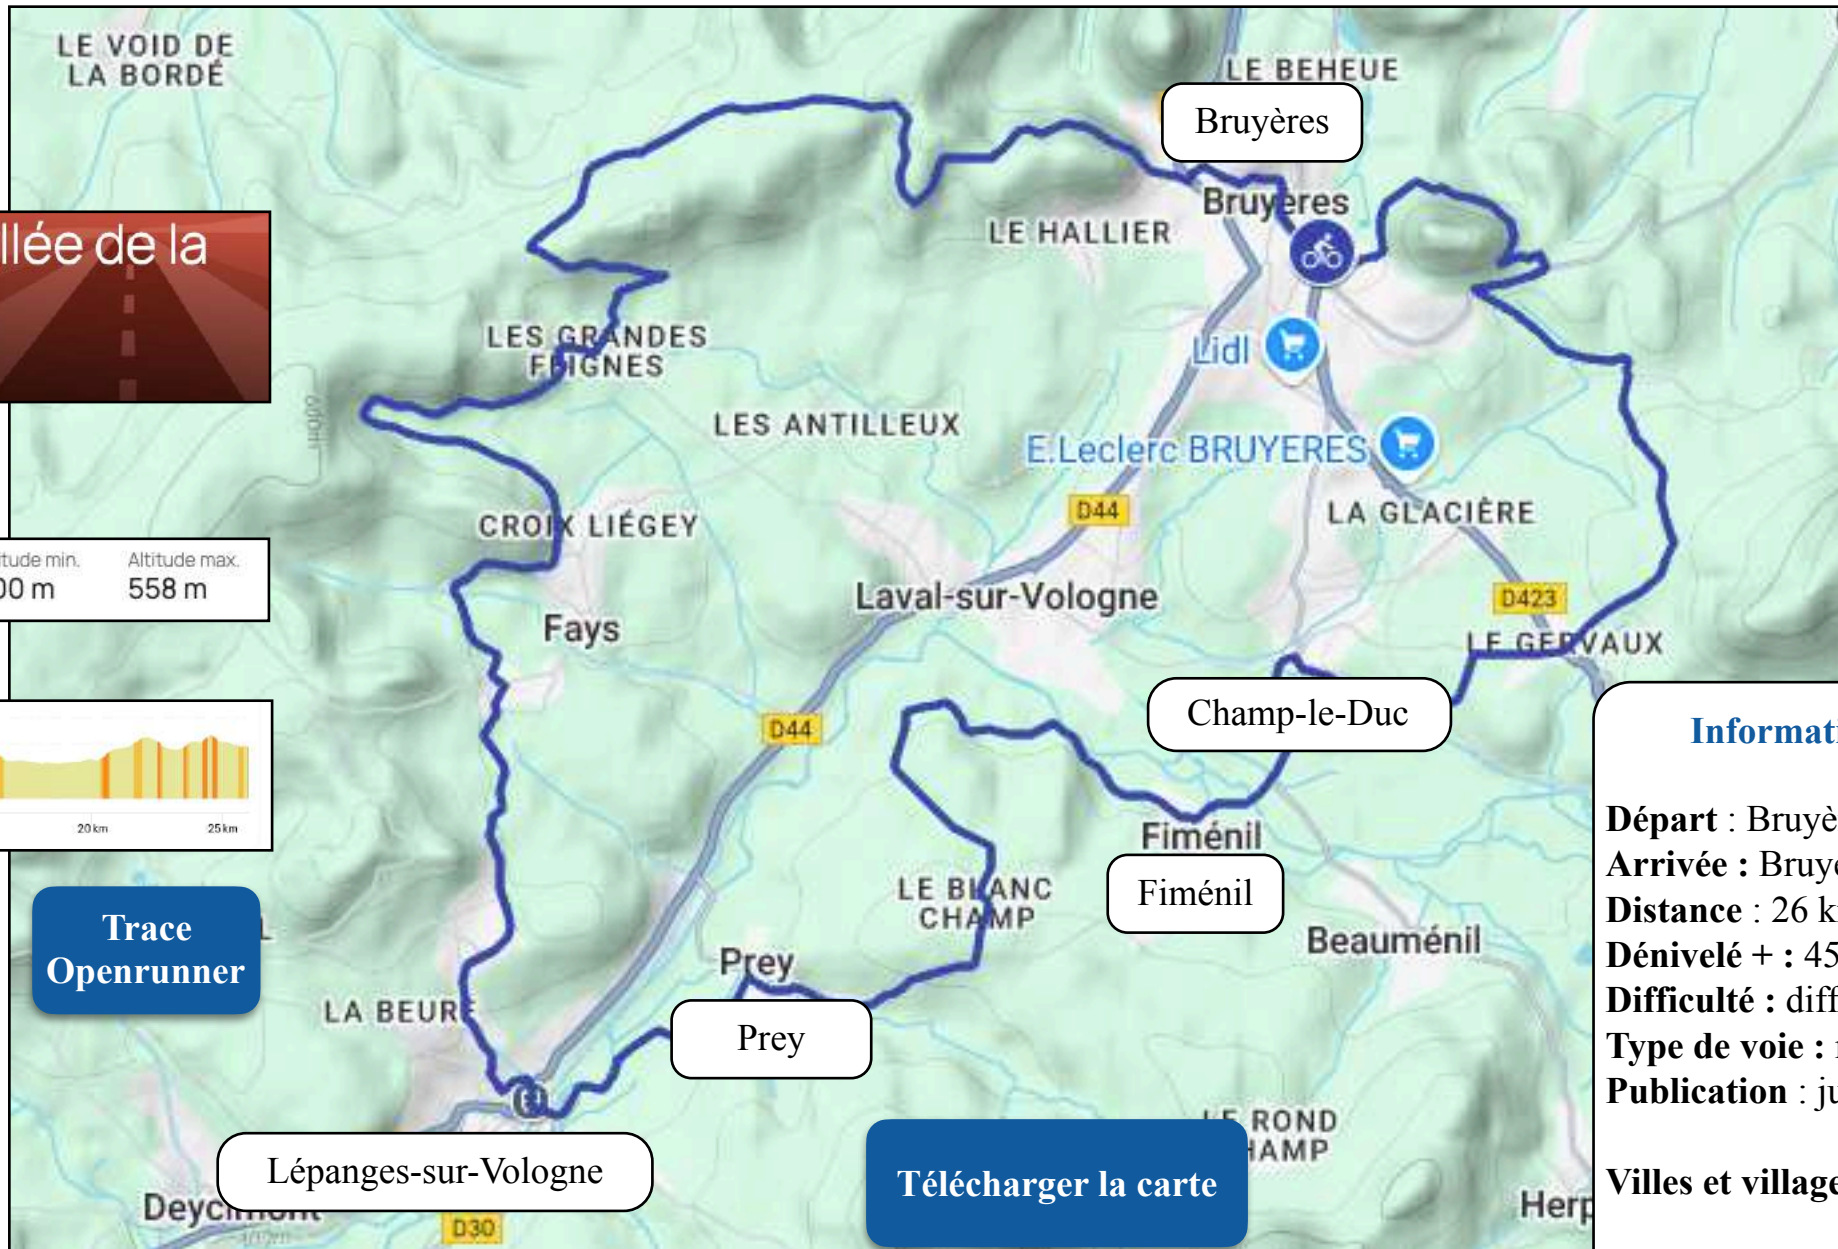 LE VOID DE
LA BORDÉ
LE BEHEUE
Bruyères
Bruyères
llée de la
LE HALLIER
LES GRANDES
FEIGNES
Lidl
LES ANTILLEUX
E.Leclerc BRUYERES
D44
LA GLACIÈRE
CROIX LIÉGEY
itude min.
Altitude max.
00 m
558 m
Laval-sur-Vologne
D423
Fays
LE GERVAUX
Champ-le-Duc
D44
Informati
20 km
25 km
Fiménil
Fiménil
LE BLANC
CHAMP
Départ : Bruyè
Arrivée : Bruye
Distance : 26 k
Dénivelé + : 45
Difficulté : diff
Type de voie :
Publication : ju
Villes et village
Trace
Openrunner
Beauménil
Prey
Prey
LA BEURE
LE ROND
HAMP
Lépanges-sur-Vologne
Télécharger la carte
Deycimont
D30
Herp